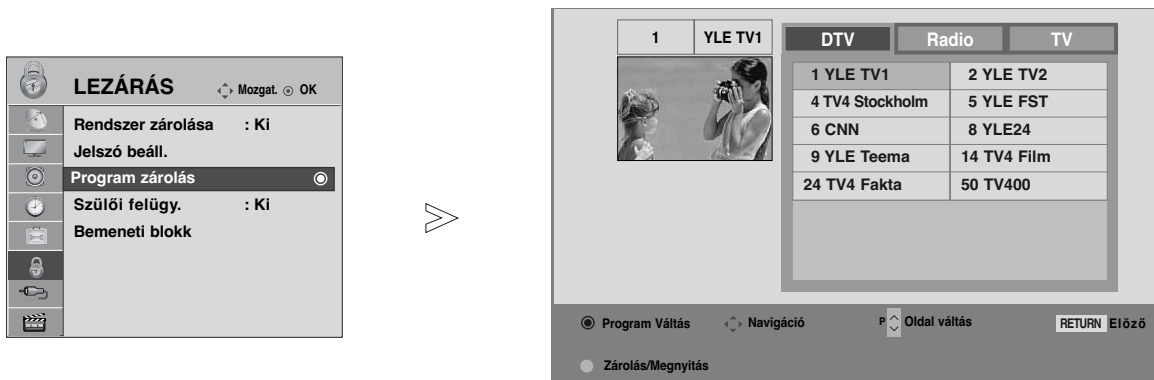 LEZÁRÁS Mozgat. OK
Rendszer zárolása : Ki
Jelszó beáll.
Program zárolás
Szülői felügy. : Ki
Bemeneti blokk
1 YLE TV1
DTV Radio TV
1 YLE TV1 2 YLE TV2
4 TV4 Stockholm 5 YLE FST
6 CNN 8 YLE24
9 YLE Teema 14 TV4 Film
24 TV4 Fakta 50 TV400
Program Váltás Navigáció P Oldal váltás RETURN Elöző
Zárolás/Megnyitás